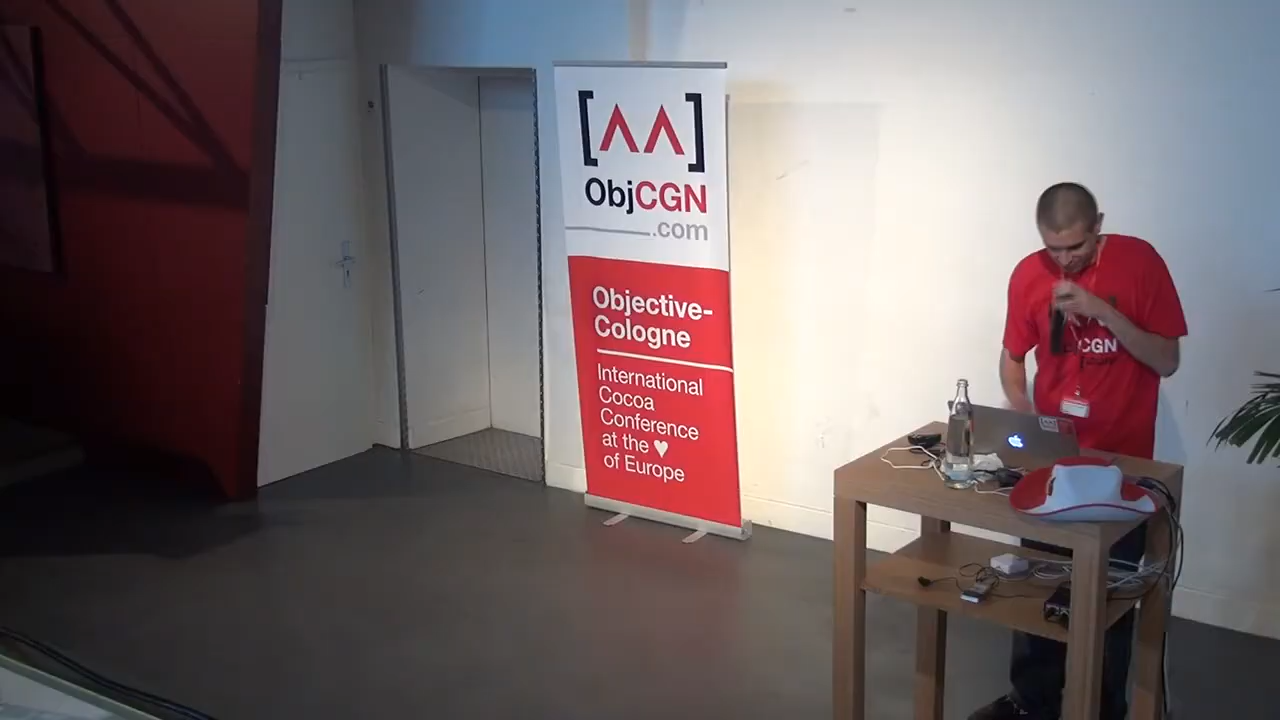 [^^]
ObjCGN
.com
Objective-
Cologne
International
Cocoa
Conference
at the ♥
of Europe
CGN